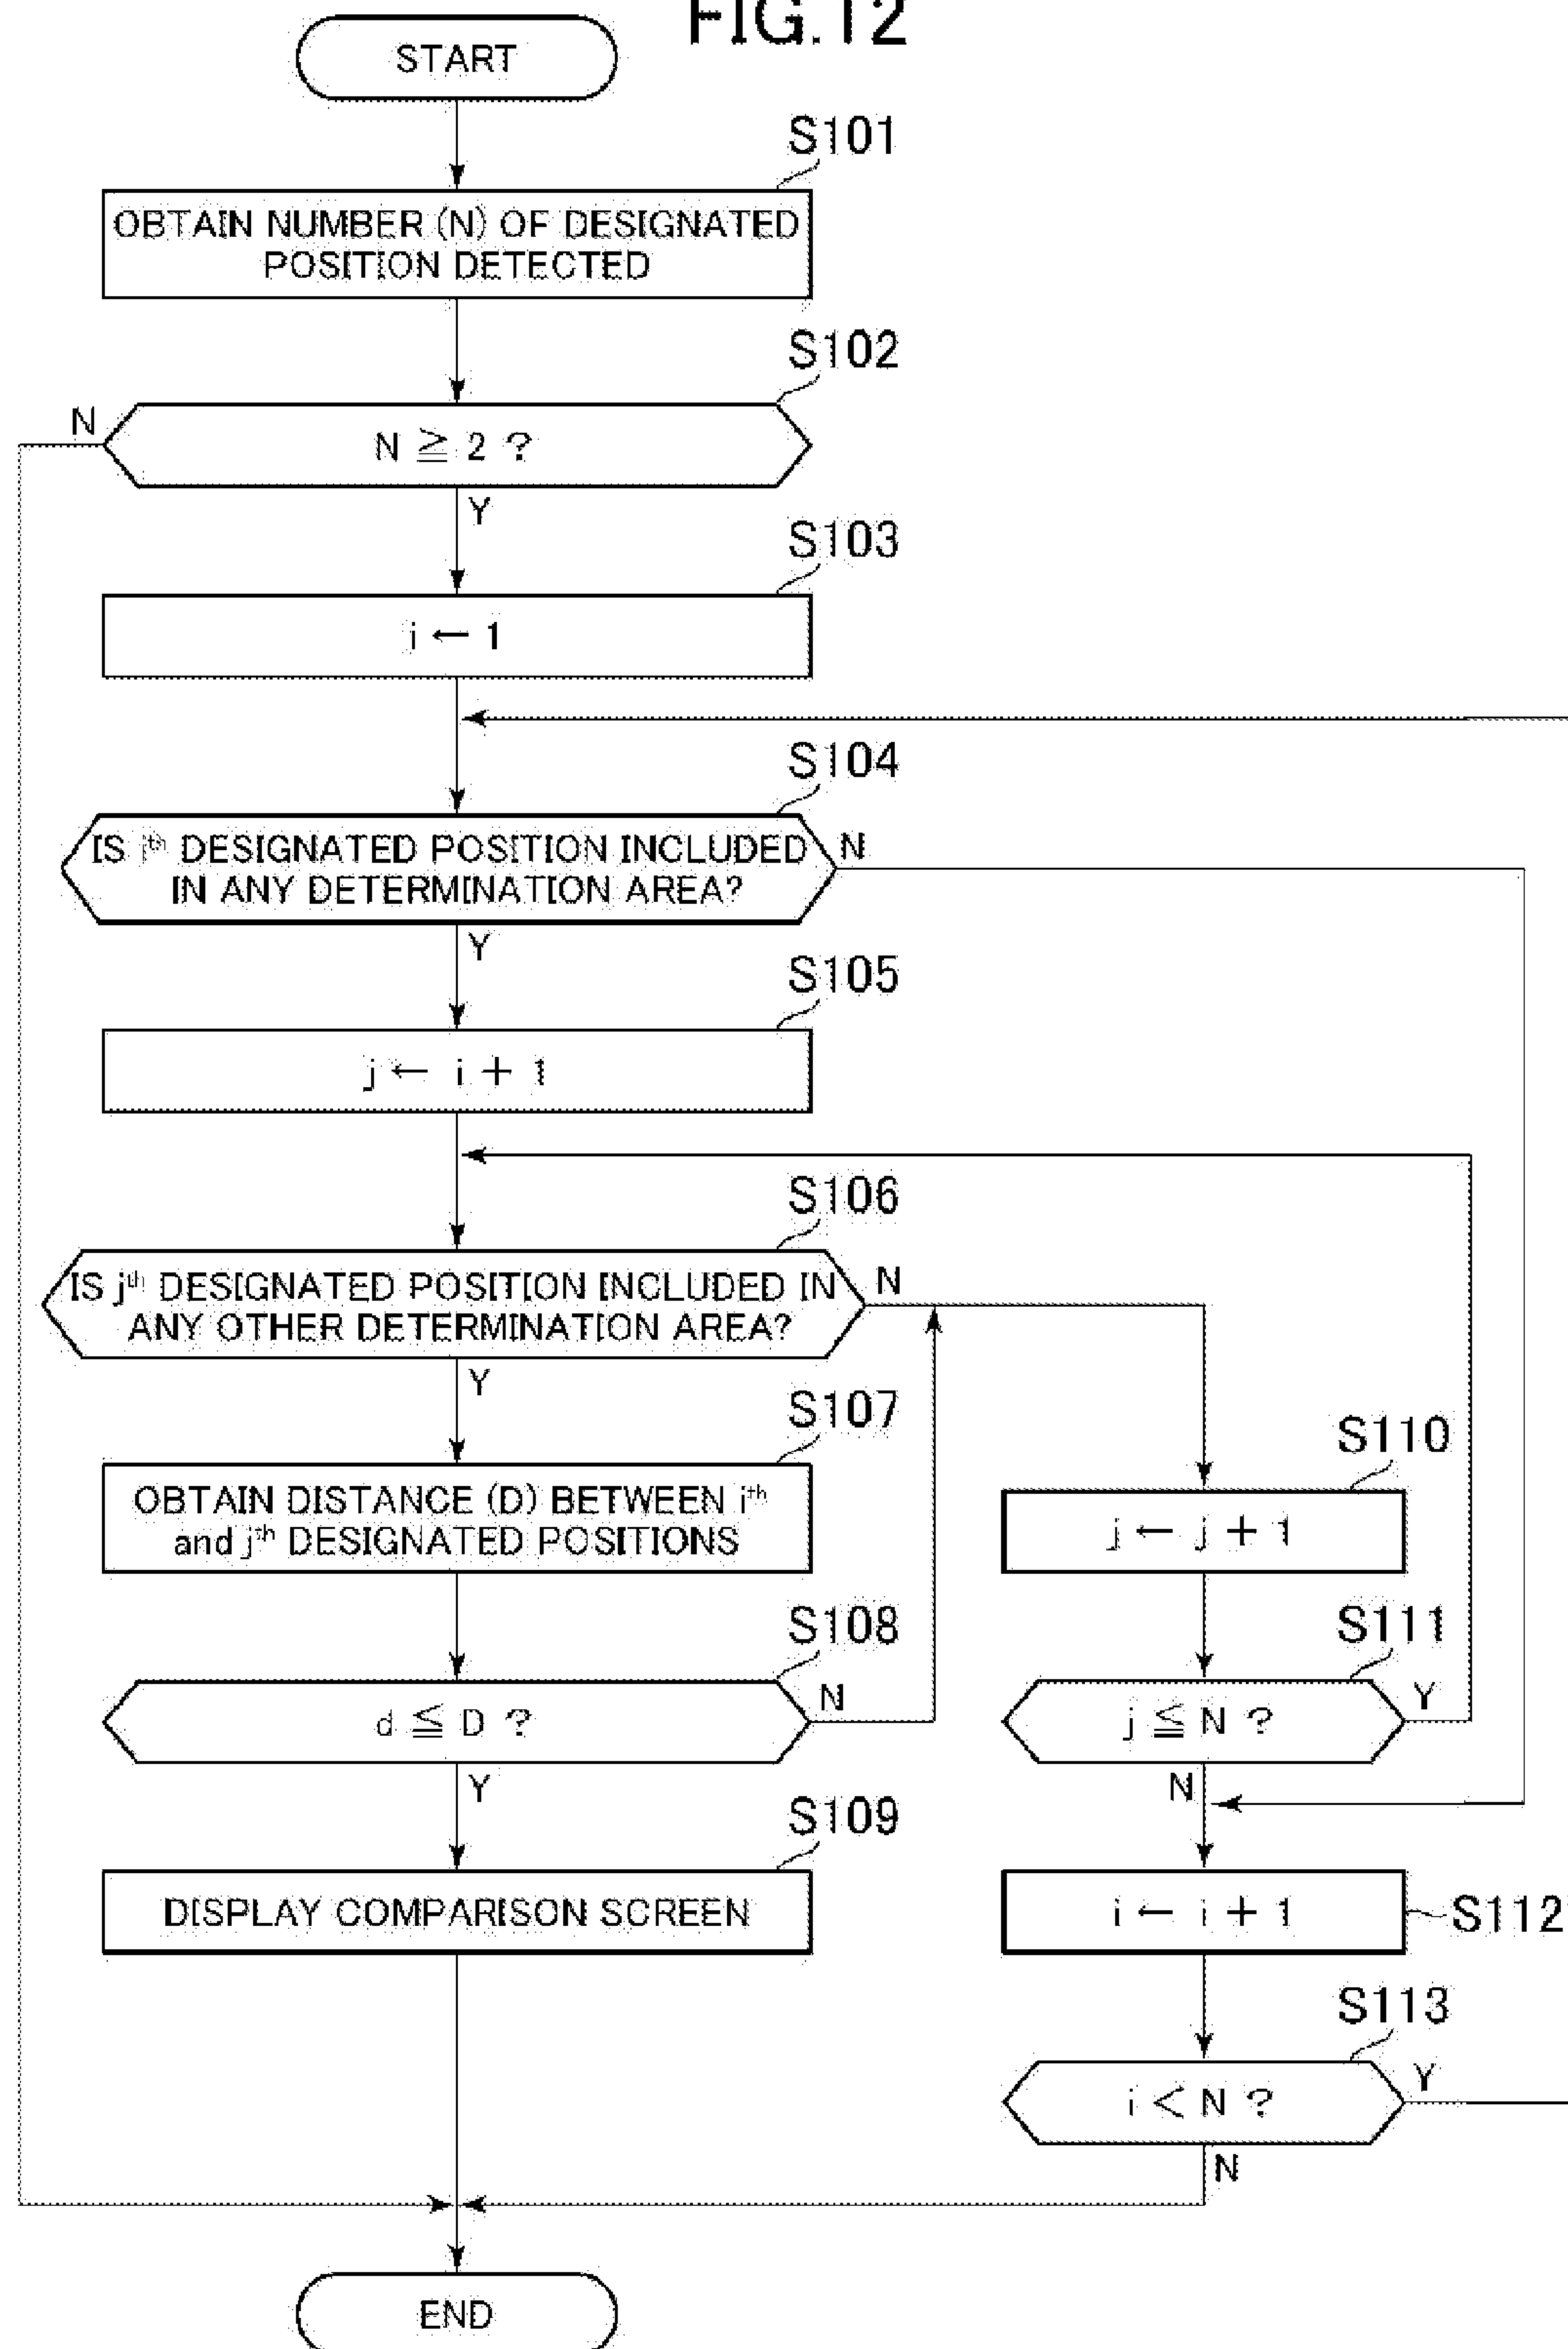 FIG.12
START
S101
OBTAIN NUMBER (N) OF DESIGNATED
POSITION DETECTED
S102
N
N ≧ 2 ?
Y
S103
i ← 1
S104
IS ith DESIGNATED POSITION INCLUDED
IN ANY DETERMINATION AREA?
N
Y
S105
j ← i + 1
S106
IS jth DESIGNATED POSITION INCLUDED IN
ANY OTHER DETERMINATION AREA?
N
Y
S107
OBTAIN DISTANCE (D) BETWEEN ith
and jth DESIGNATED POSITIONS
S108
d ≦ D ?
N
Y
S109
DISPLAY COMPARISON SCREEN
S110
j ← j + 1
S111
j ≦ N ?
Y
N
i ← i + 1
S112
S113
i < N ?
Y
N
END